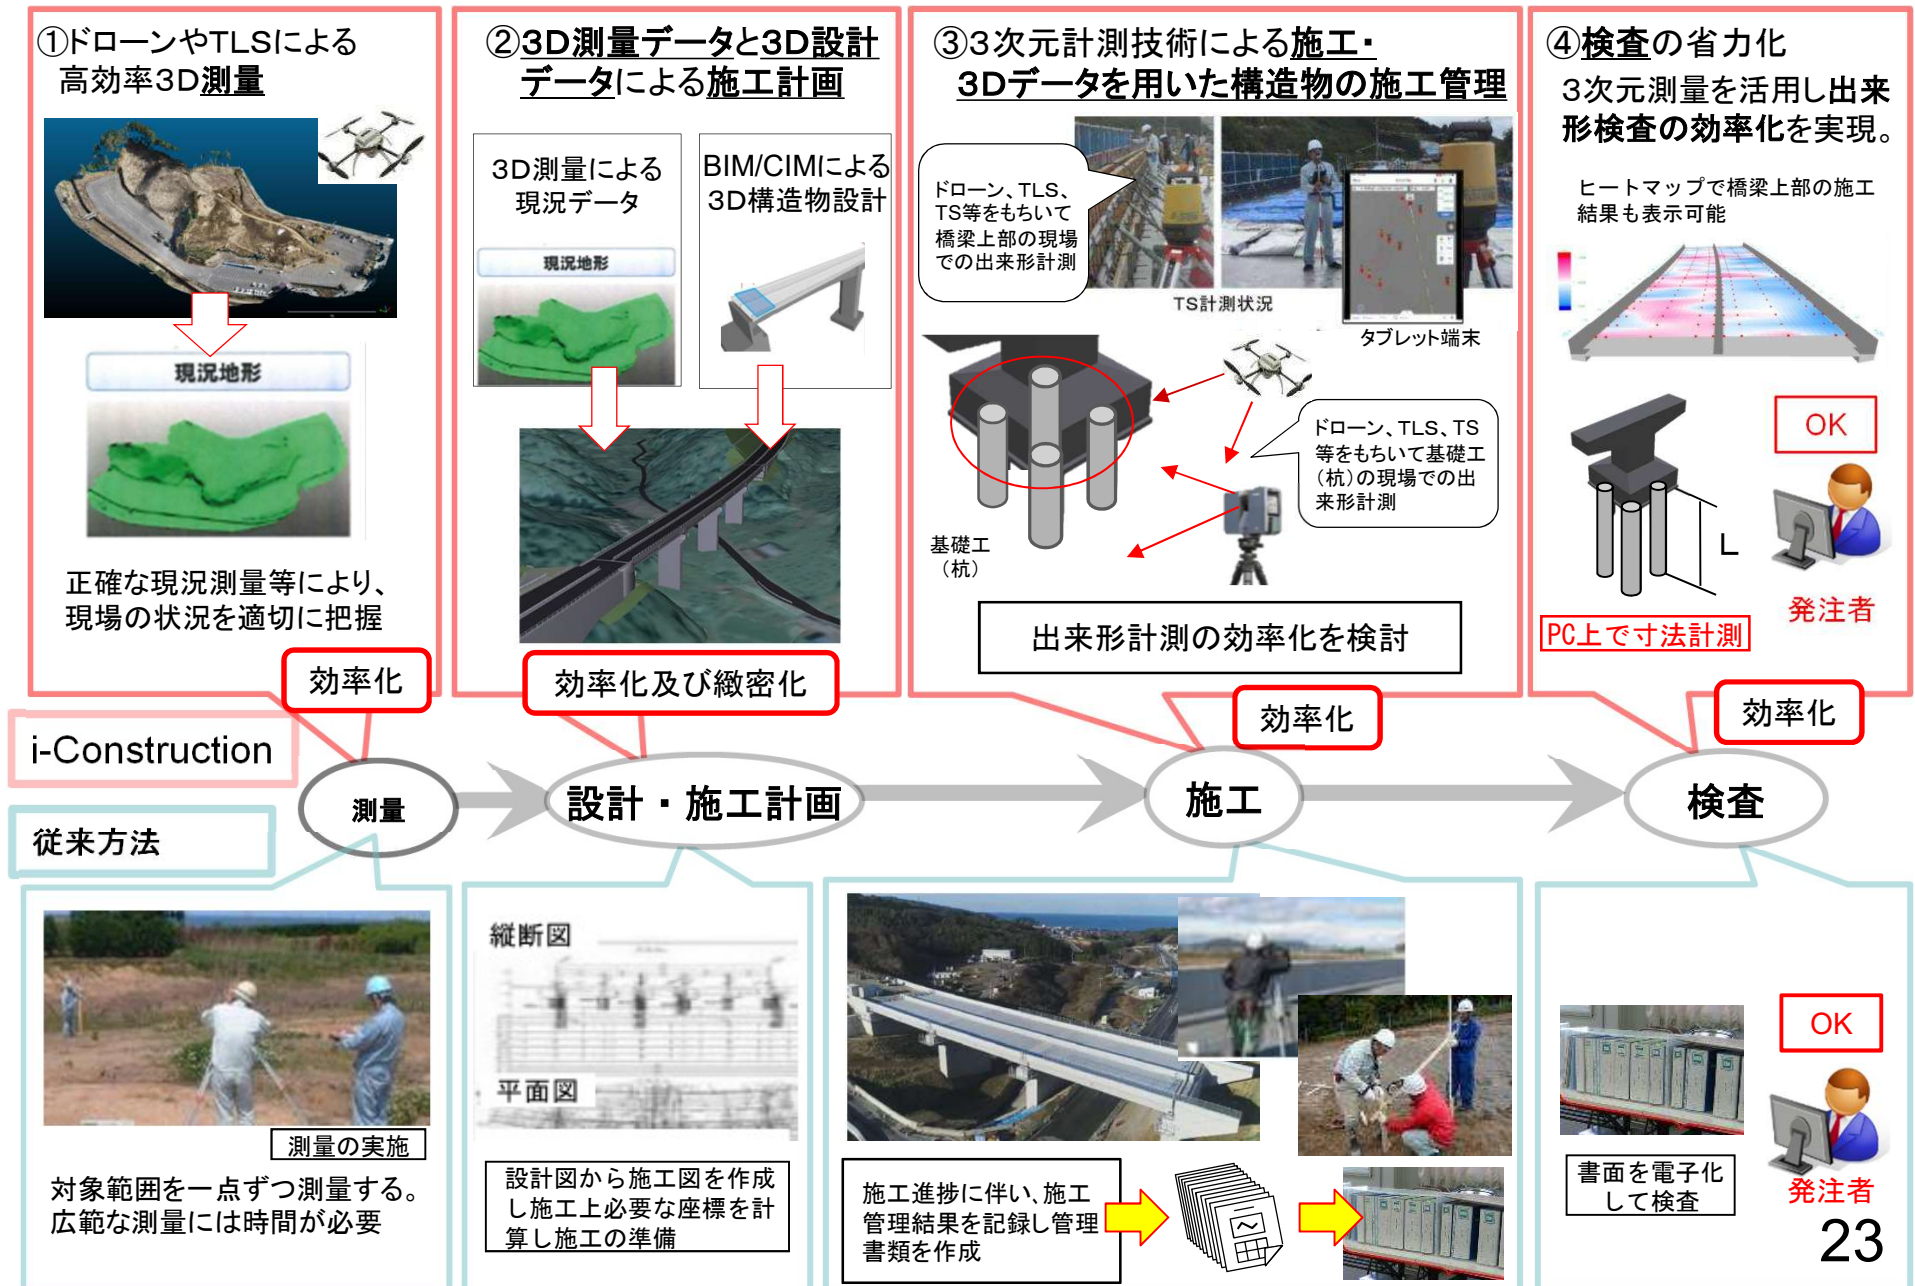 ①ドローンやTLSによる
高効率3D測量
現況地形
正確な現況測量等により、
現場の状況を適切に把握
効率化
②3D測量データと3D設計
データによる施工計画
3D測量による
現況データ
現況地形
BIM/CIMによる
3D構造物設計
効率化及び緻密化
③3次元計測技術による施工・
3Dデータを用いた構造物の施工管理
ドローン、TLS、
TS等をもちいて
橋梁上部の現場
での出来形計測
TS計測状況
タブレット端末
ドローン、TLS、TS
等をもちいて基礎工
(杭)の現場での出
来形計測
基礎工
(杭)
出来形計測の効率化を検討
効率化
④検査の省力化
3次元測量を活用し出来
形検査の効率化を実現。
ヒートマップで橋梁上部の施工
結果も表示可能
OK
L
発注者
PC上で寸法計測
効率化
i-Construction
測量
設計・施工計画
施工
検査
従来方法
測量の実施
対象範囲を一点ずつ測量する。
広範な測量には時間が必要
縦断図
平面図
設計図から施工図を作成
し施工上必要な座標を計
算し施工の準備
施工進捗に伴い、施工
管理結果を記録し管理
書類を作成
OK
書面を電子化
して検査
発注者
23